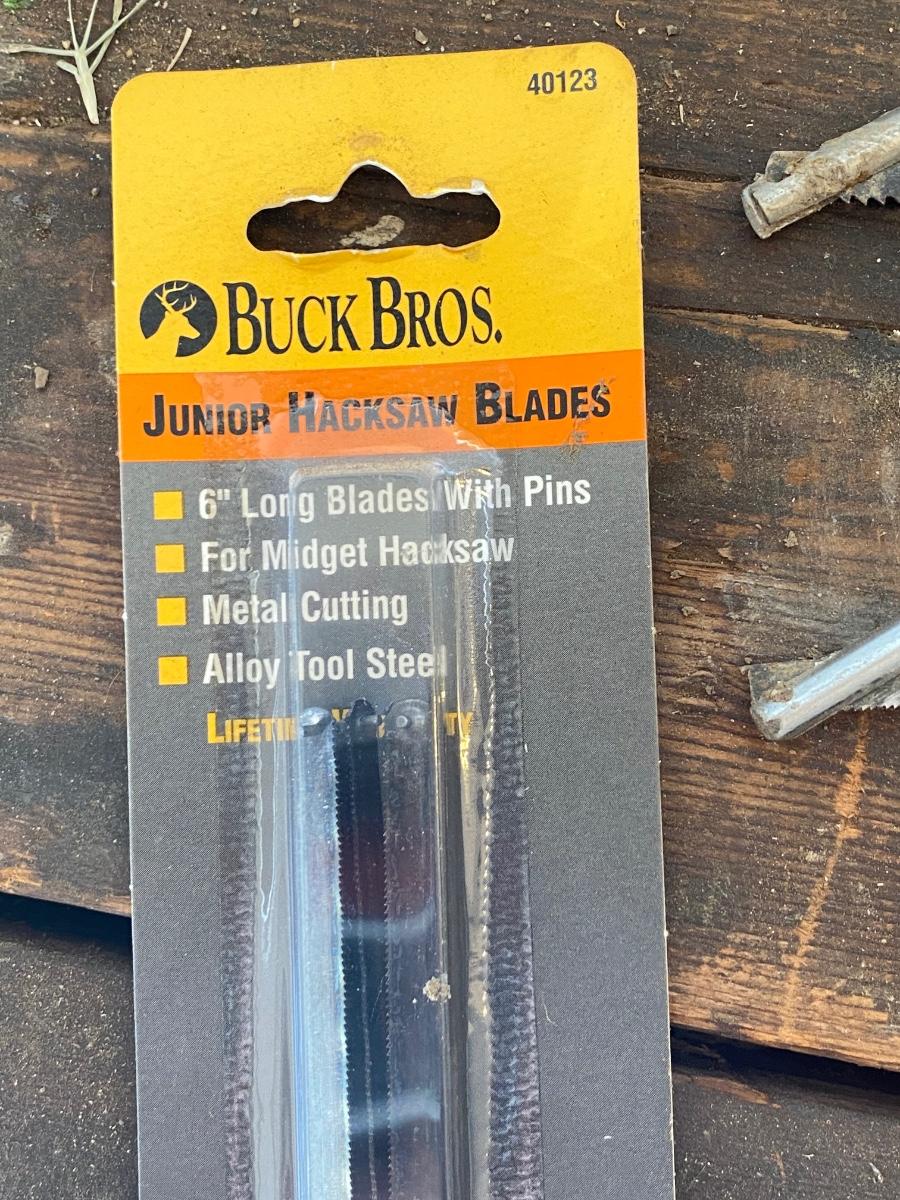 40123
BUCK BROS.
JUNIOR HACKSAW BLADES
6" Long Blades With Pins
For Midget Hacksaw
Metal Cutting
Alloy Tool Steel